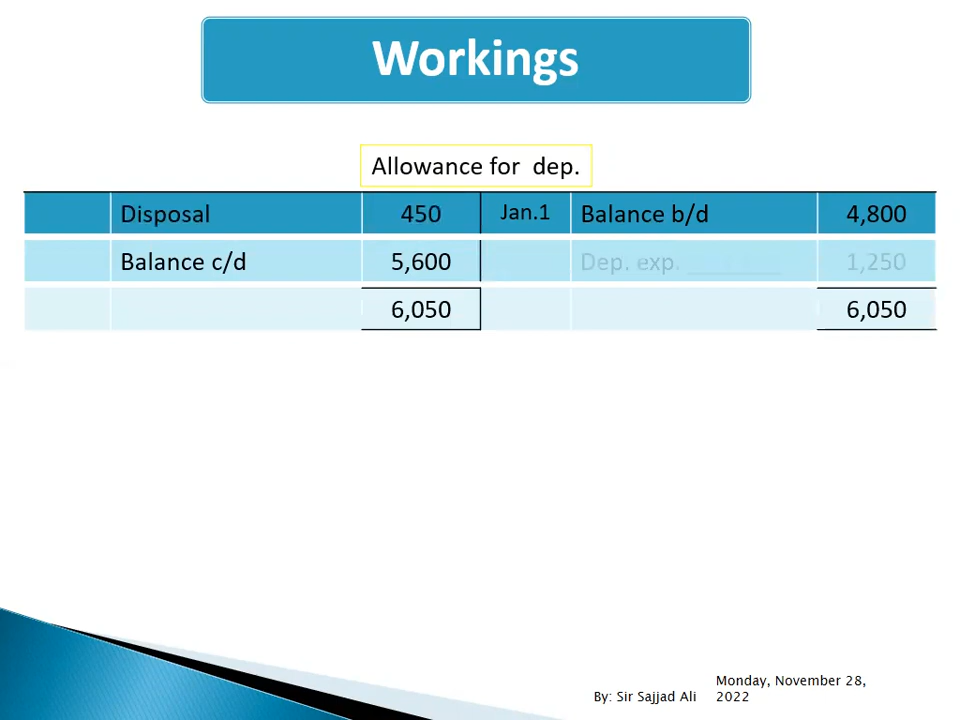 Workings
Allowance for dep.
Disposal 450 Jan.1 Balance b/d 4,800
Balance c/d 5,600 Dep. exp. 1,250
6,050 6,050
By: Sir Sajjad Ali
Monday, November 28,
2022